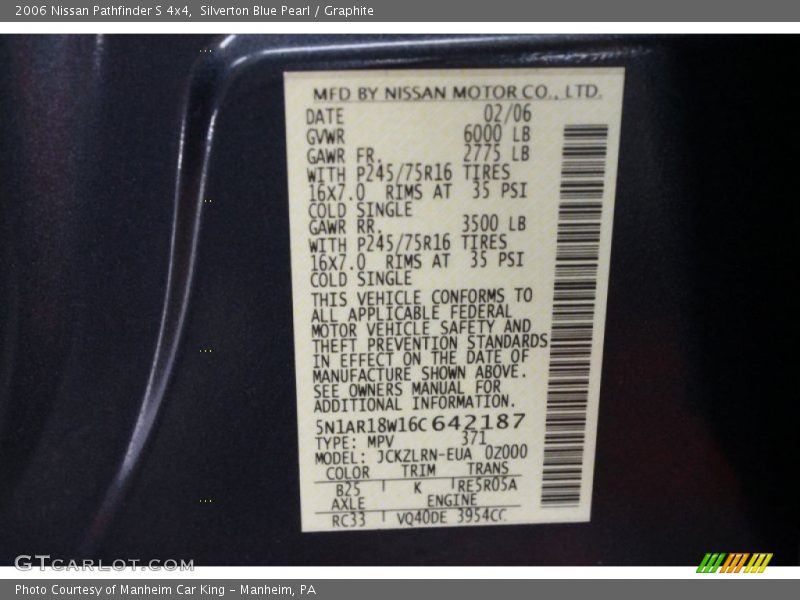 2006 Nissan Pathfinder S 4x4, Silverton Blue Pearl / Graphite
MFD BY NISSAN MOTOR CO., LTD.
DATE 02/06
GVWR 6000 LB
GAWR FR. 2775 LB
WITH P245/75R16 TIRES
16X7.0 RIMS AT 35 PSI
COLD SINGLE
GAWR RR. 3500 LB
WITH P245/75R16 TIRES
16X7.0 RIMS AT 35 PSI
COLD SINGLE
THIS VEHICLE CONFORMS TO
ALL APPLICABLE FEDERAL
MOTOR VEHICLE SAFETY AND
THEFT PREVENTION STANDARDS
IN EFFECT ON THE DATE OF
MANUFACTURE SHOWN ABOVE.
SEE OWNERS MANUAL FOR
ADDITIONAL INFORMATION.
5N1AR18W16C642187
TYPE: MPV 371
MODEL: JCKZLRN-EUA 0Z000
COLOR TRIM TRANS
B25 K RE5R05A
AXLE ENGINE
RC33 VQ40DE 3954CC
GTCARLOT.COM
Photo Courtesy of Manheim Car King - Manheim, PA